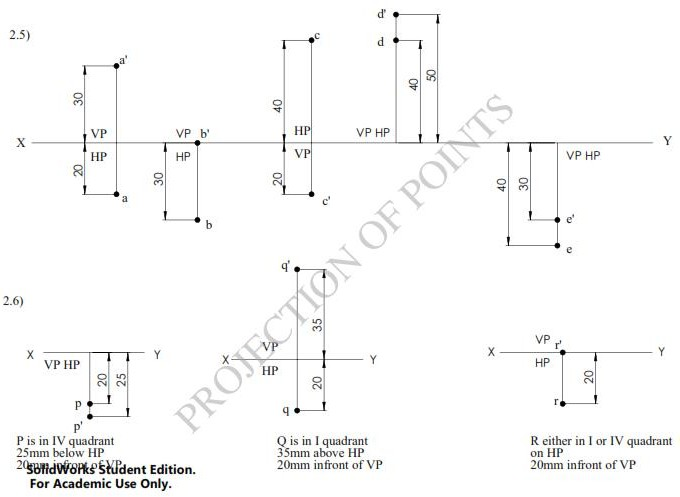 2.5)
d'
c
d
a'
30
40
40
50
X
VP
VP b'
HP
VP HP
Y
HP
HP
VP
VP HP
20
30
20
40
30
a
c'
b
e'
e
PROJECTION OF POINTS
2.6)
q'
35
X
VP HP
Y
X
VP
HP
Y
X
VP r'
HP
Y
20
25
20
20
p
q
r
p'
P is in IV quadrant
25mm below HP
20mm infront of VP
Q is in I quadrant
35mm above HP
20mm infront of VP
R either in I or IV quadrant
on HP
20mm infront of VP
SolidWorks Student Edition.
For Academic Use Only.